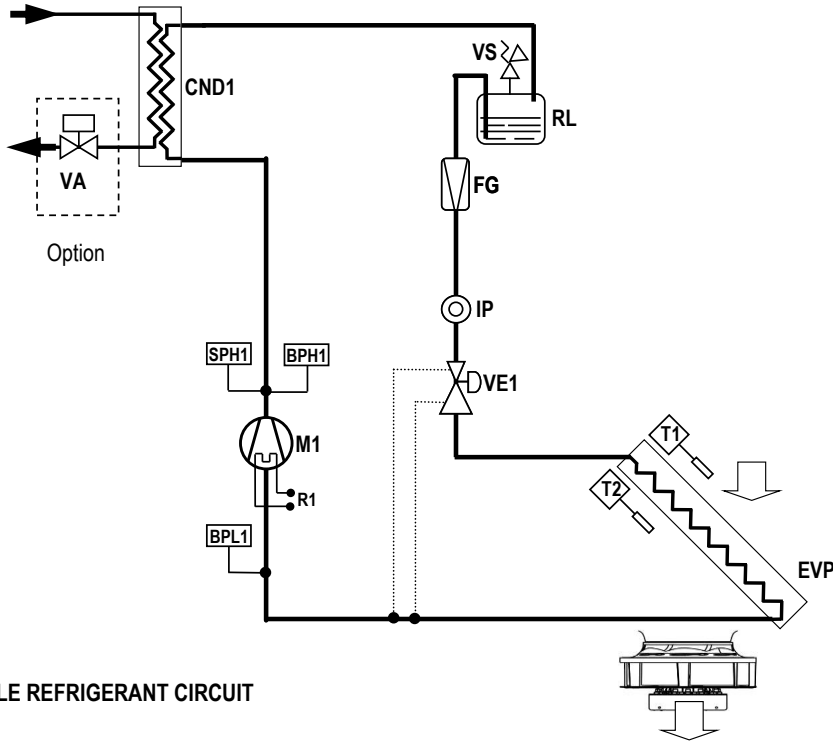 VS
CND1
RL
VA
FG
Option
IP
SPH1
BPH1
VE1
T1
M1
T2
R1
BPL1
EVP
LE REFRIGERANT CIRCUIT